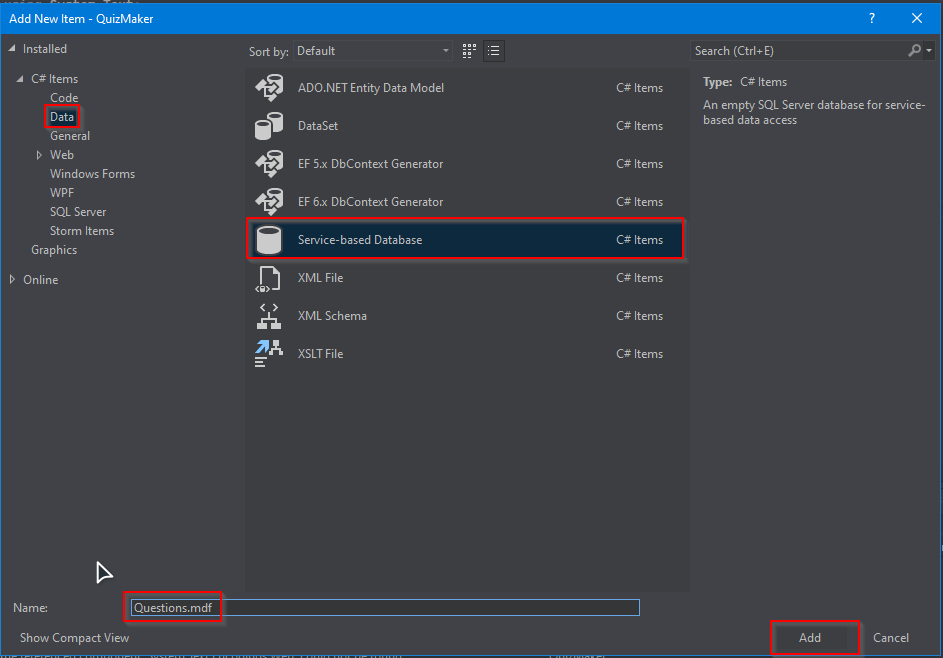 using System.Text;
Add New Item - QuizMaker ?
Installed
C# Items
Code
Data
General
Web
Windows Forms
WPF
SQL Server
Storm Items
Graphics
Online
Sort by: Default
ADO.NET Entity Data Model C# Items
DataSet C# Items
EF 5.x DbContext Generator C# Items
EF 6.x DbContext Generator C# Items
Service-based Database C# Items
XML File C# Items
XML Schema C# Items
XSLT File C# Items
Search (Ctrl+E)
Type: C# Items
An empty SQL Server database for service-
based data access
Name: Questions.mdf
Show Compact View
Add Cancel